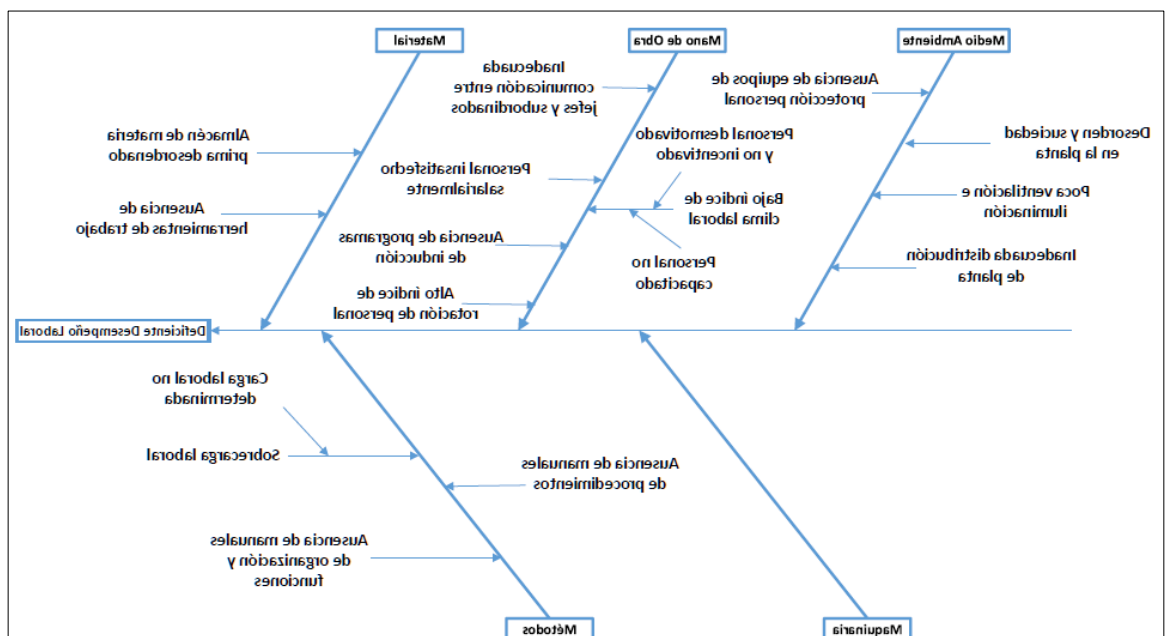 Medio Ambiente
Mano de Obra
Material
Ausencia de equipos de
protección personal
Desorden y suciedad
en la planta
Poca ventilación e
iluminación
Inadecuada distribución
de planta
Inadecuada
comunicación entre
jefes y subordinados
Personal desmotivado
y no incentivado
Personal insatisfecho
salarialmente
Bajo índice de
clima laboral
Ausencia de programas
de inducción
Personal no
capacitado
Alto índice de
rotación de personal
Almacén de materia
prima desordenado
Ausencia de
herramientas de trabajo
Deficiente Desempeño Laboral
Carga laboral no
determinada
Sobrecarga laboral
Ausencia de manuales
de procedimientos
Ausencia de manuales
de organización y
funciones
Maquinaria
Métodos